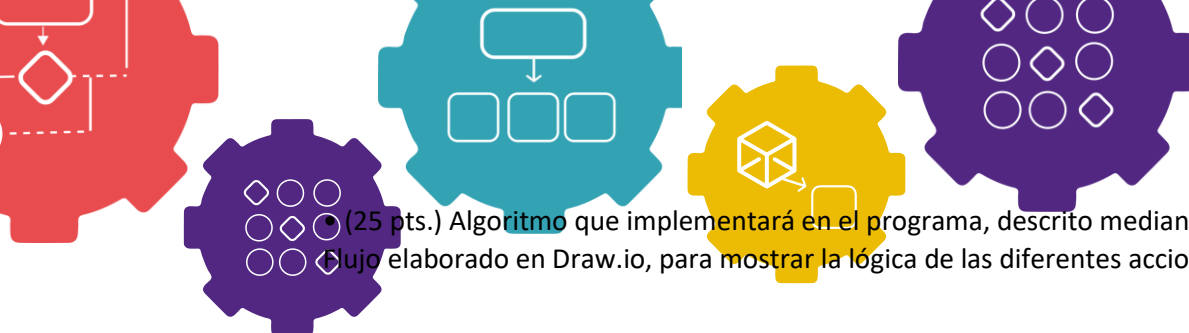 • (25 pts.) Algoritmo que implementará en el programa, descrito median
Flujo elaborado en Draw.io, para mostrar la lógica de las diferentes accio